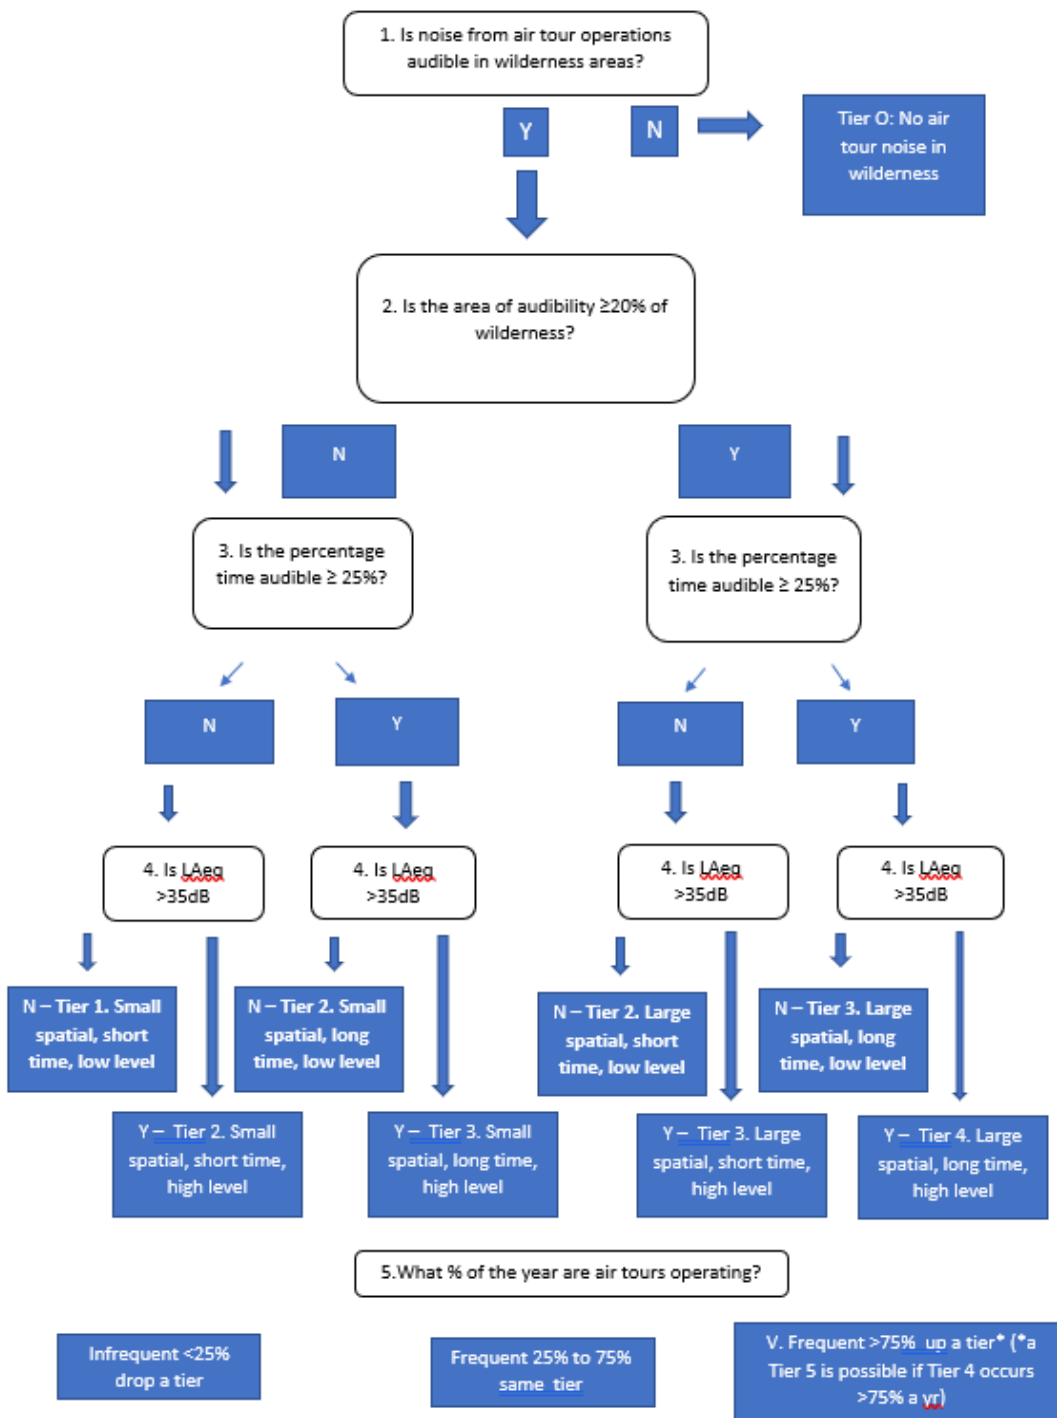 1. Is noise from air tour operations
audible in wilderness areas?
Y
N
Tier O: No air
tour noise in
wilderness
2. Is the area of audibility ≥20% of
wilderness?
N
Y
3. Is the percentage
time audible ≥ 25%?
3. Is the percentage
time audible ≥ 25%?
N
Y
N
Y
4. Is LAeq
>35dB
4. Is LAeq
>35dB
4. Is LAeq
>35dB
4. Is LAeq
>35dB
N – Tier 1. Small
spatial, short
time, low level
N – Tier 2. Small
spatial, long
time, low level
N – Tier 2. Large
spatial, short
time, low level
N – Tier 3. Large
spatial, long
time, low level
Y – Tier 2. Small
spatial, short time,
high level
Y – Tier 3. Small
spatial, long time,
high level
Y – Tier 3. Large
spatial, short time,
high level
Y – Tier 4. Large
spatial, long time,
high level
5.What % of the year are air tours operating?
Infrequent <25%
drop a tier
Frequent 25% to 75%
same tier
V. Frequent >75% up a tier* (*a
Tier 5 is possible if Tier 4 occurs
>75% a yr)